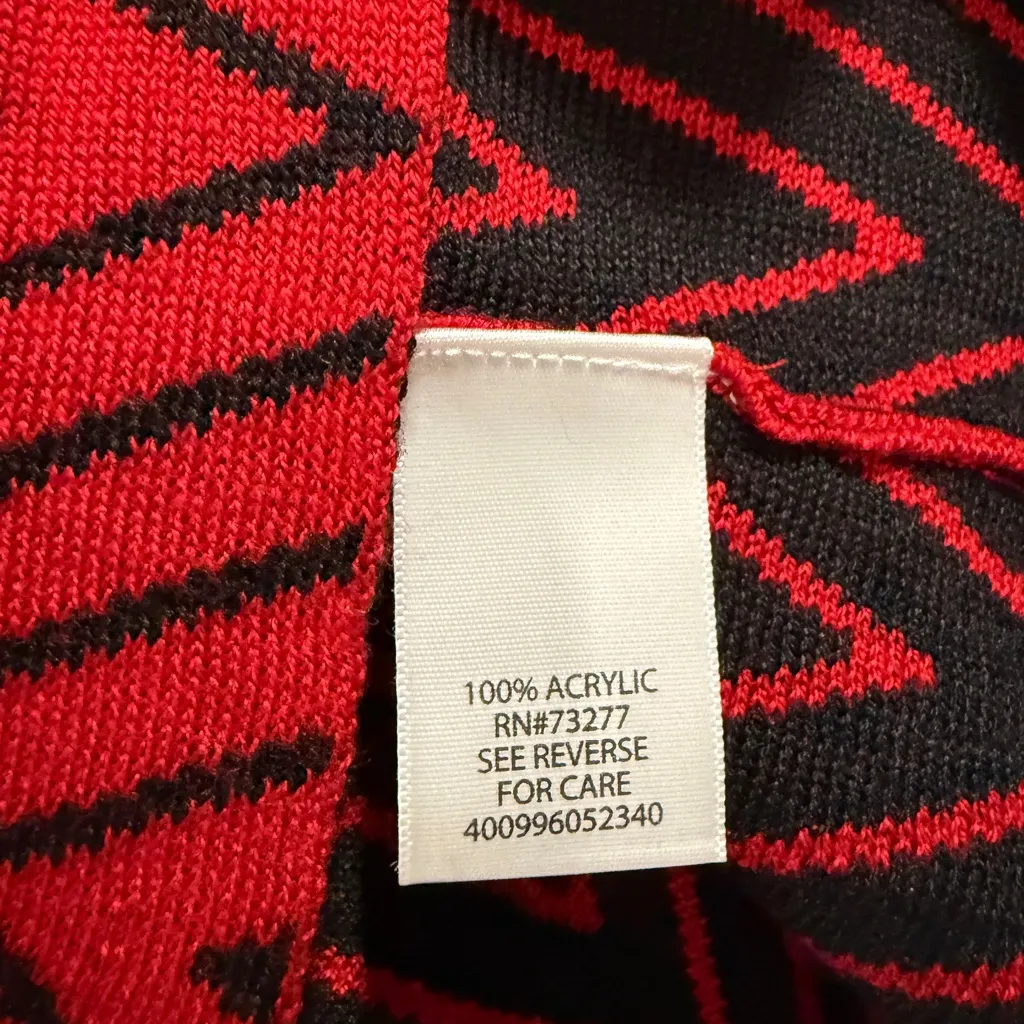 100% ACRYLIC
RN#73277
SEE REVERSE
FOR CARE
400996052340